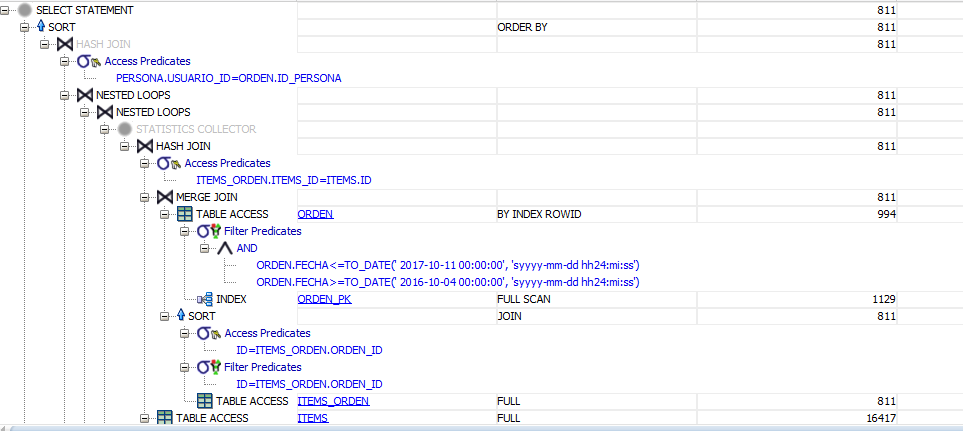 SELECT STATEMENT 811
SORT ORDER BY 811
HASH JOIN 811
Access Predicates
PERSONA.USUARIO_ID=ORDEN.ID_PERSONA
NESTED LOOPS 811
NESTED LOOPS 811
STATISTICS COLLECTOR
HASH JOIN 811
Access Predicates
ITEMS_ORDEN.ITEMS_ID=ITEMS.ID
MERGE JOIN 811
TABLE ACCESS ORDEN BY INDEX ROWID 994
Filter Predicates
AND
ORDEN.FECHA<=TO_DATE(' 2017-10-11 00:00:00', 'syyyy-mm-dd hh24:mi:ss')
ORDEN.FECHA>=TO_DATE(' 2016-10-04 00:00:00', 'syyyy-mm-dd hh24:mi:ss')
INDEX ORDEN_PK FULL SCAN 1129
SORT JOIN 811
Access Predicates
ID=ITEMS_ORDEN.ORDEN_ID
Filter Predicates
ID=ITEMS_ORDEN.ORDEN_ID
TABLE ACCESS ITEMS_ORDEN FULL 811
TABLE ACCESS ITEMS FULL 16417